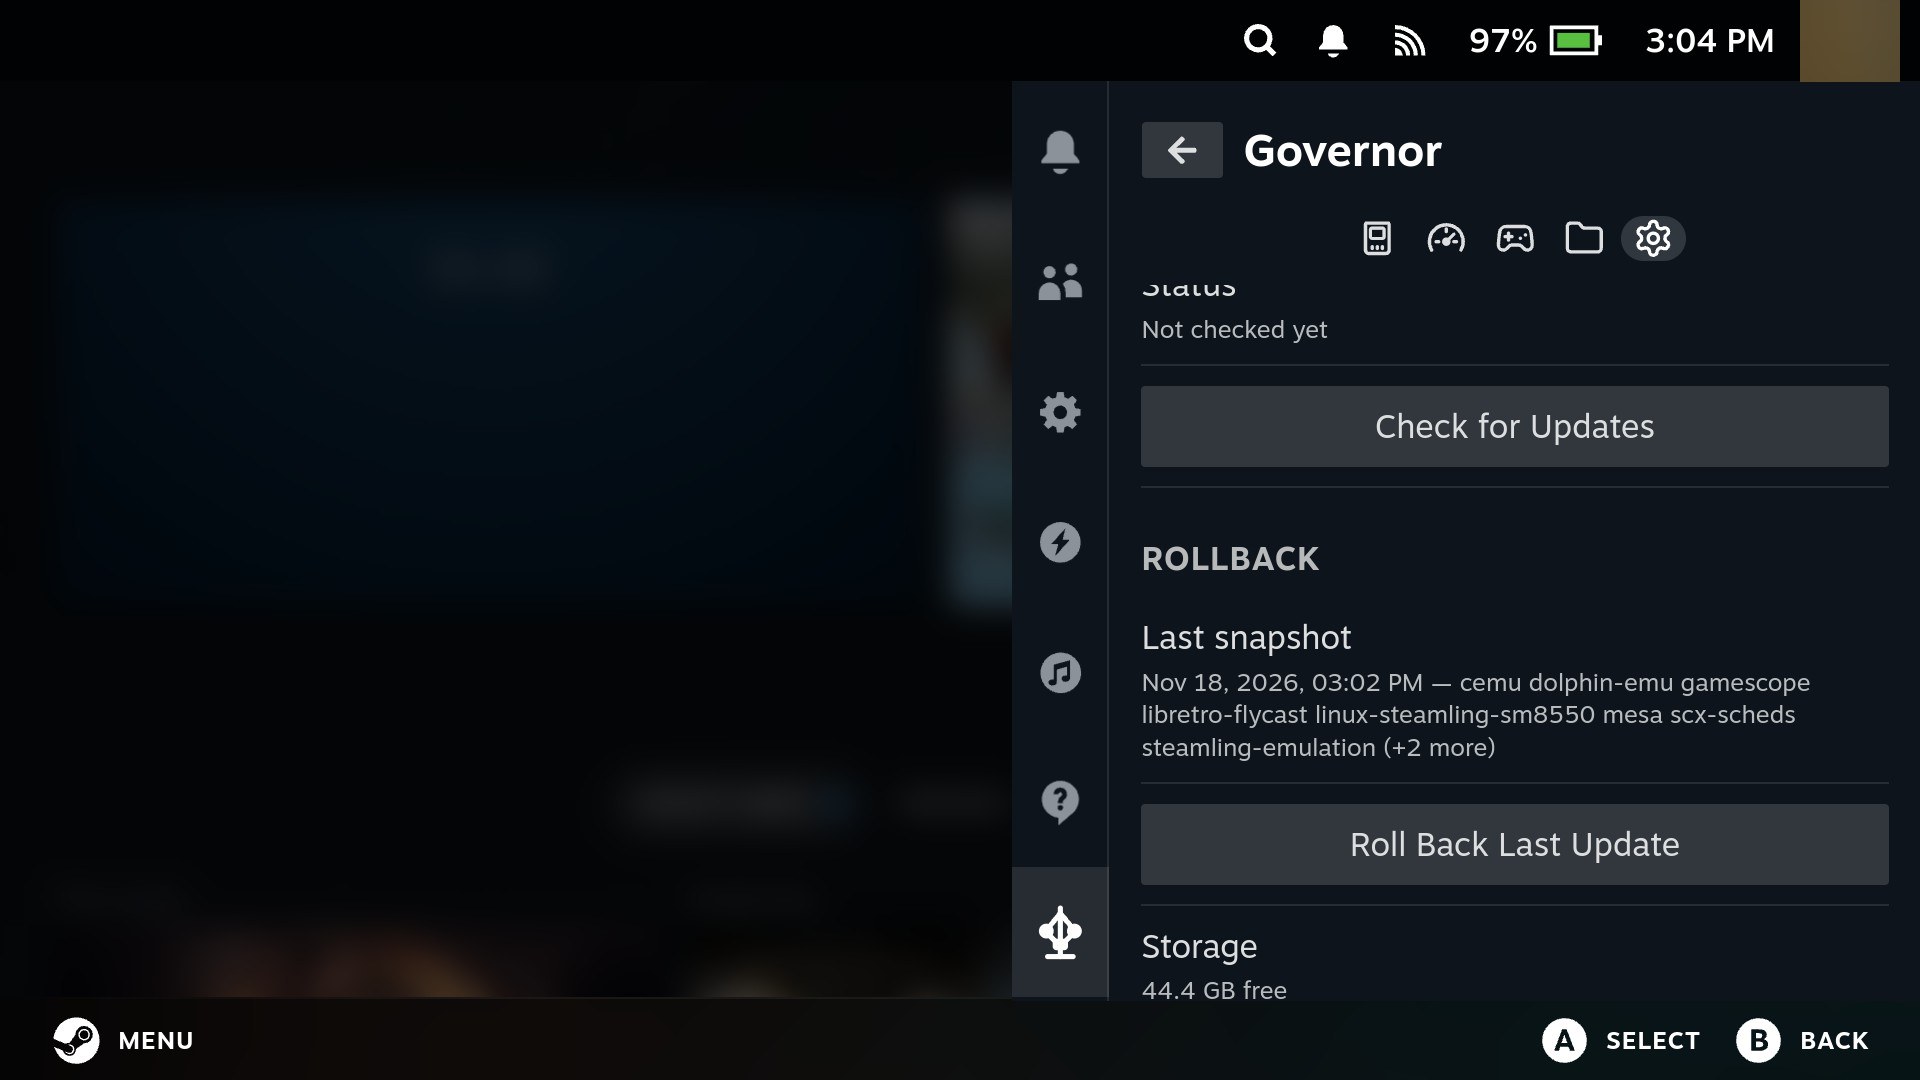 97% 3:04 PM
Governor
Status
Not checked yet
Check for Updates
ROLLBACK
Last snapshot
Nov 18, 2026, 03:02 PM — cemu dolphin-emu gamescope
libretro-flycast linux-steamling-sm8550 mesa scx-scheds
steamling-emulation (+2 more)
Roll Back Last Update
Storage
44.4 GB free
MENU
A SELECT B BACK